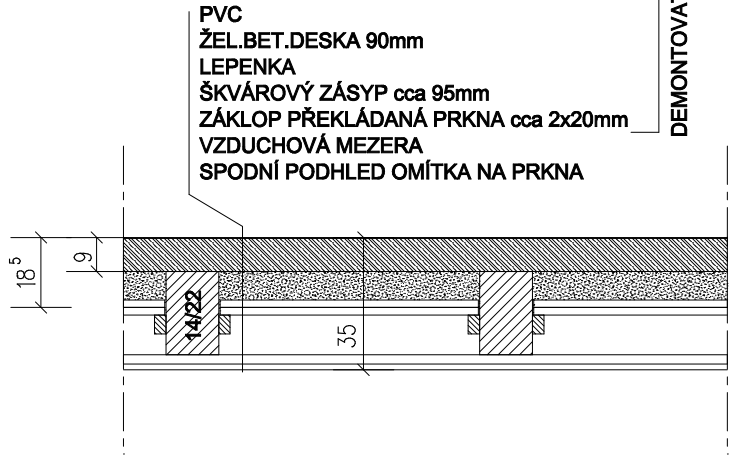 PVC
ŽEL.BET.DESKA 90mm
LEPENKA
ŠKVÁROVÝ ZÁSYP cca 95mm
ZÁKLOP PŘEKLÁDANÁ PRKNA cca 2x20mm
VZDUCHOVÁ MEZERA
SPODNÍ PODHLED OMÍTKA NA PRKNA
9
18⁵
14/22
35